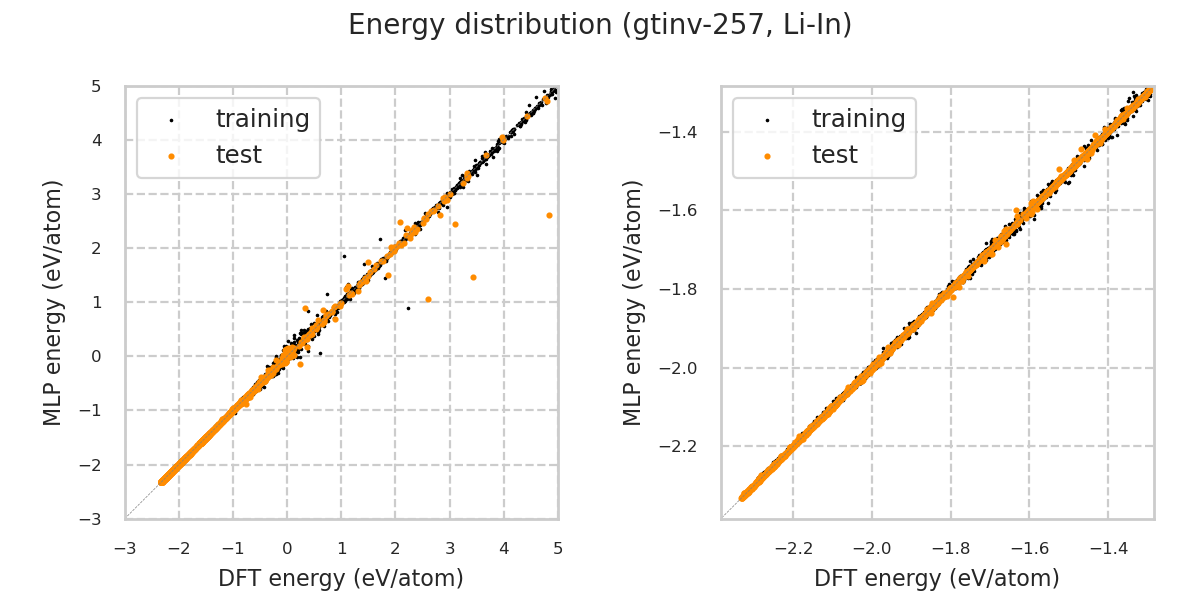 Energy distribution (gtinv-257, Li-In)
training
test
MLP energy (eV/atom)
5
4
3
2
1
0
−1
−2
−3
−3 −2 −1 0 1 2 3 4 5
DFT energy (eV/atom)
training
test
MLP energy (eV/atom)
−1.4
−1.6
−1.8
−2.0
−2.2
−2.2 −2.0 −1.8 −1.6 −1.4
DFT energy (eV/atom)